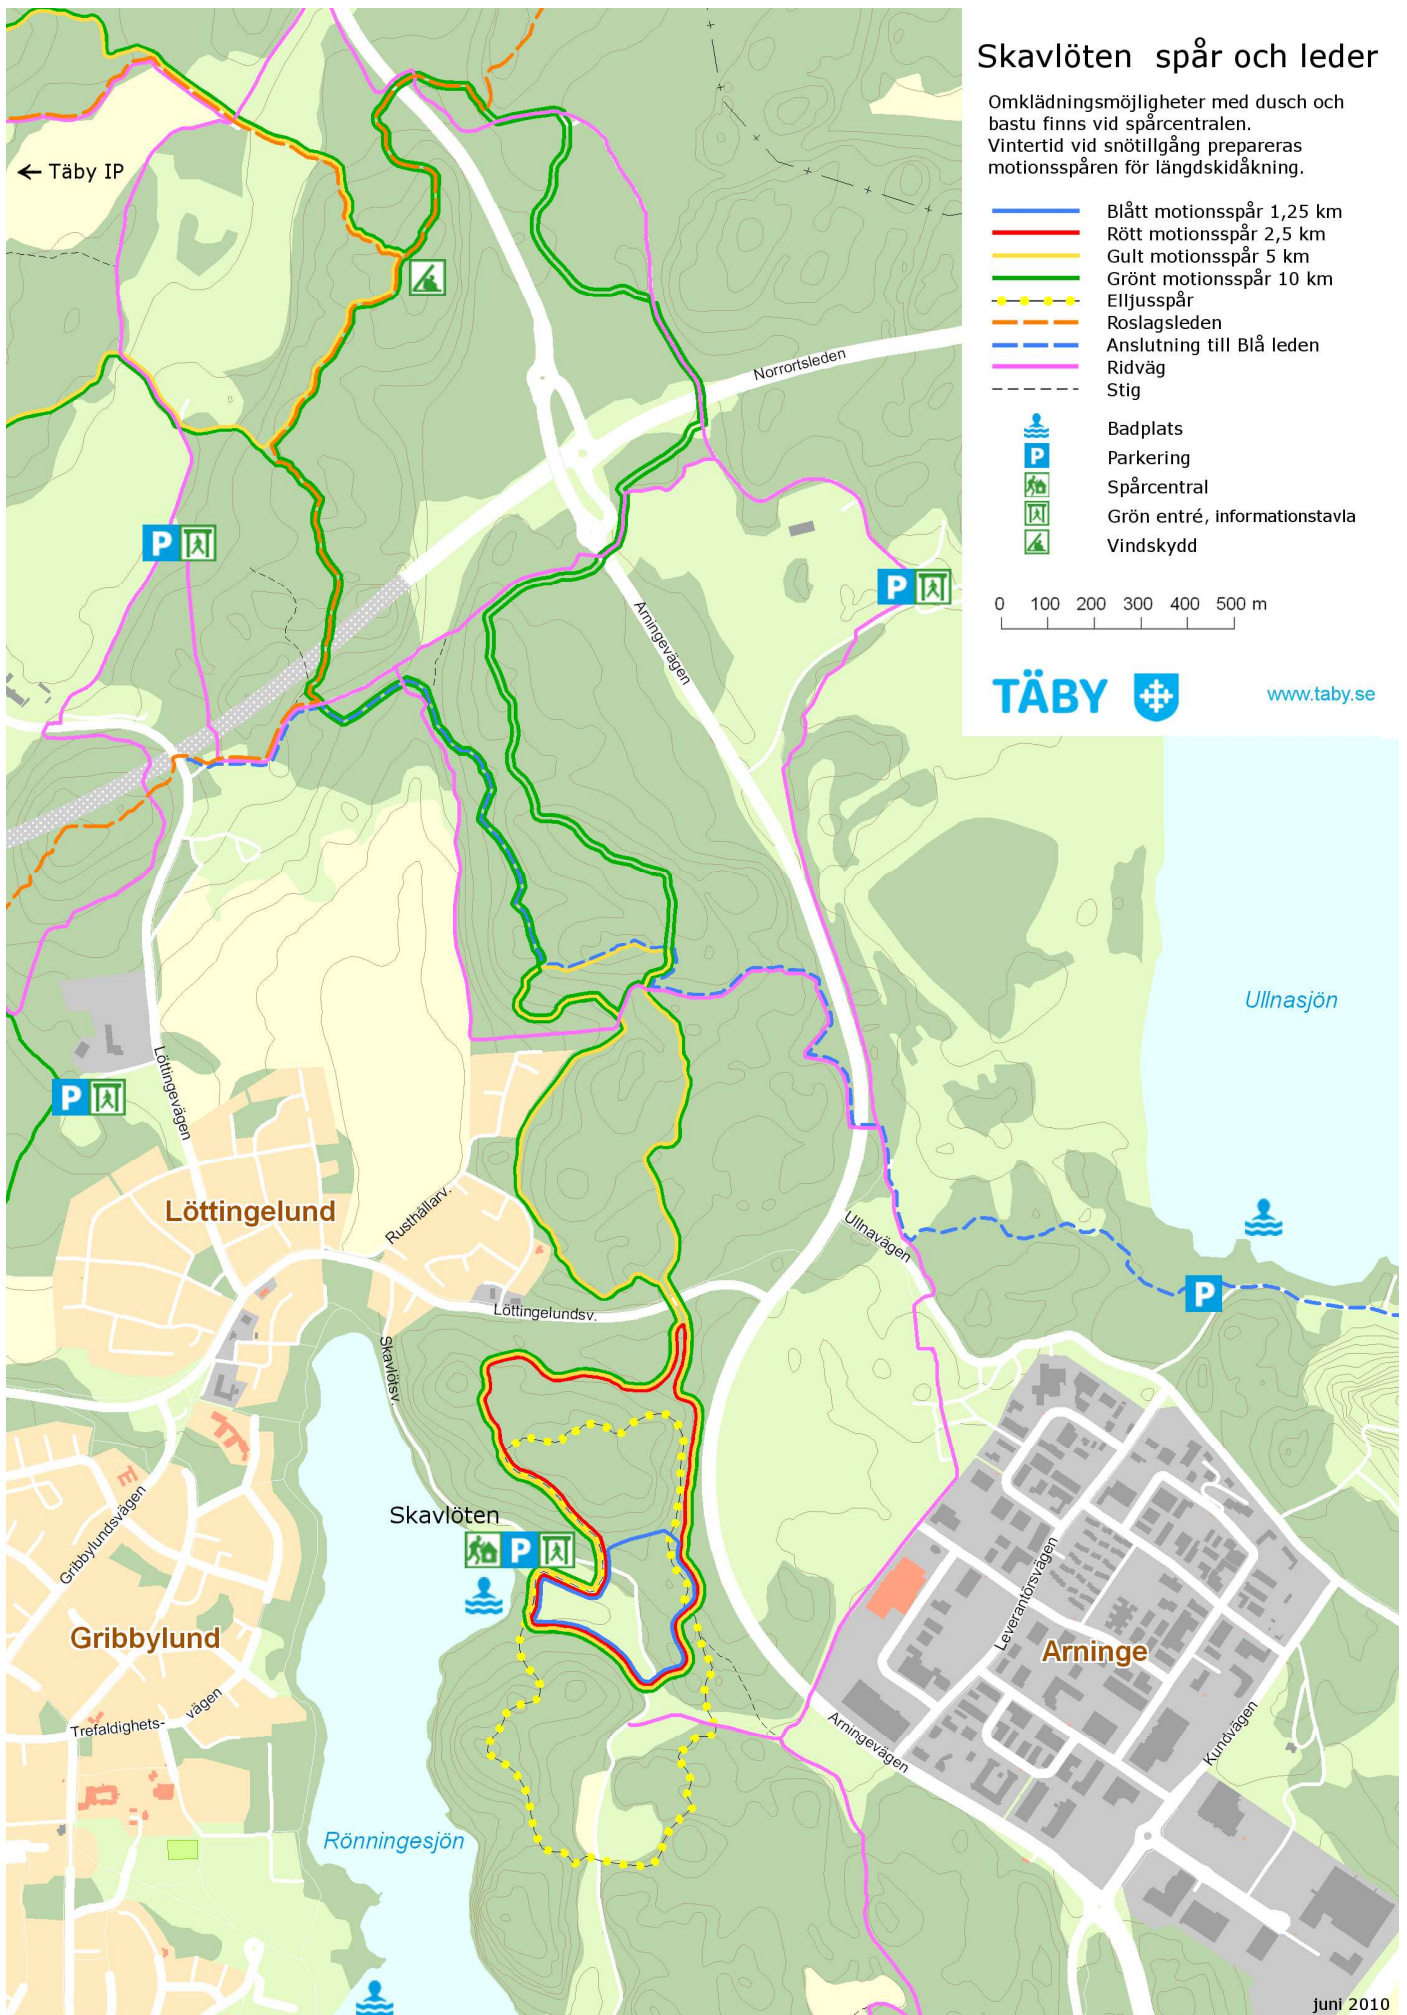 Skavlöten spår och leder
Omklädningsmöjligheter med dusch och
bastu finns vid spårcentralen.
Vintertid vid snötillgång prepareras
motionsspåren för längdskidåkning.
Blått motionsspår 1,25 km
Rött motionsspår 2,5 km
Gult motionsspår 5 km
Grönt motionsspår 10 km
Elljusspår
Roslagsleden
Anslutning till Blå leden
Ridväg
Stig
Badplats
P Parkering
Spårcentral
Grön entré, informationstavla
Vindskydd
0 100 200 300 400 500 m
TÄBY
www.taby.se
← Täby IP
Norrortsleden
P
P
Arningevägen
Ullnasjön
Löttingevägen
P
Löttingelund
Rusthållarv.
Ullnavägen
P
Löttingelundsv.
Skavlötsv.
Gribbylundsvägen
Skavlöten
P
Leverantörsvägen
Gribbylund
Arninge
Trefaldighets-
vägen
Arningevägen
Kundvägen
Rönningesjön
juni 2010